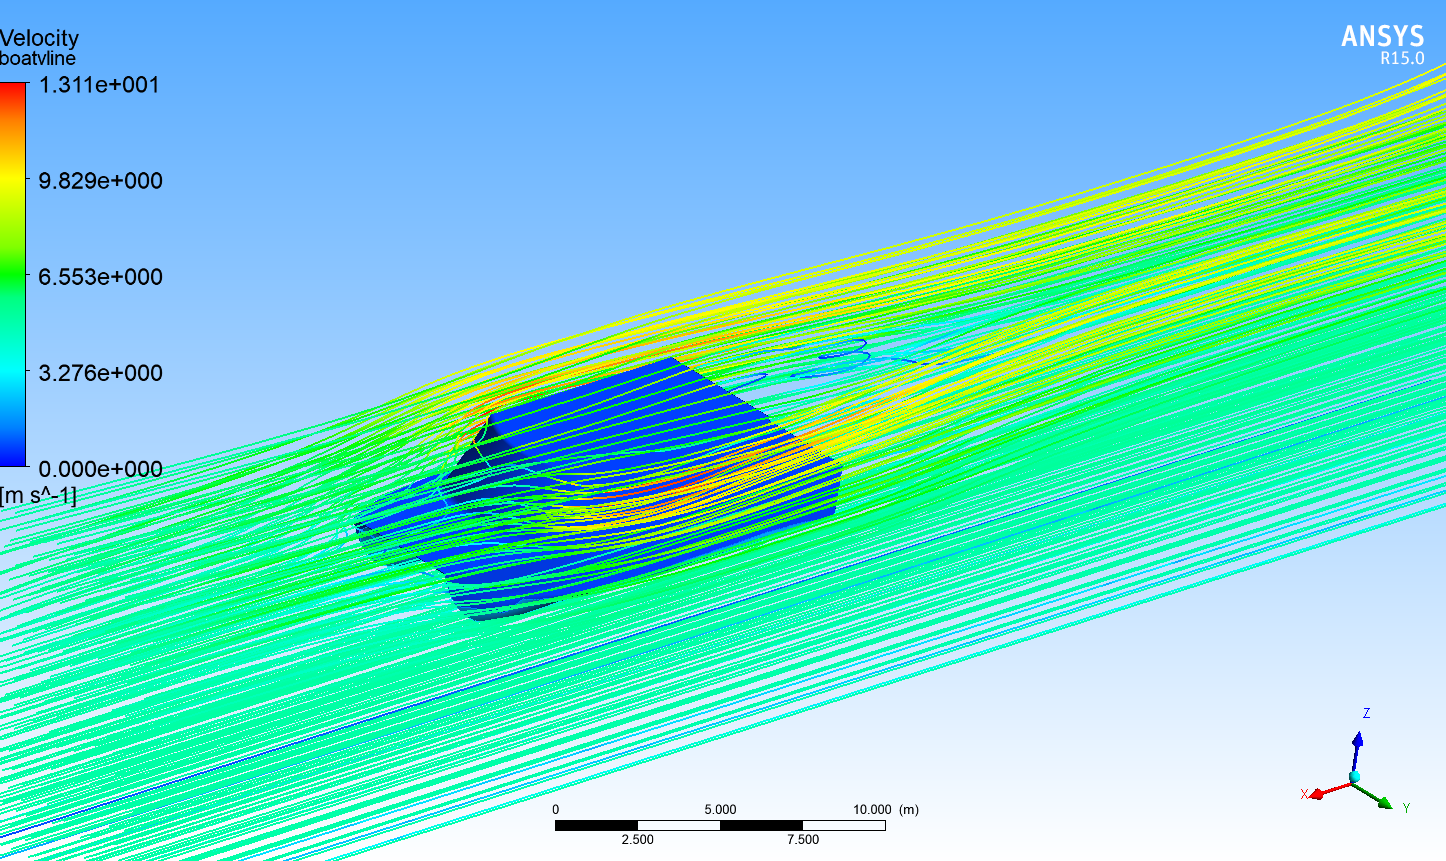 Velocity
boatvline
1.311e+001
9.829e+000
6.553e+000
3.276e+000
0.000e+000
[m s^-1]
ANSYS
R15.0
0 5.000 10.000 (m)
2.500 7.500
Z
X
Y